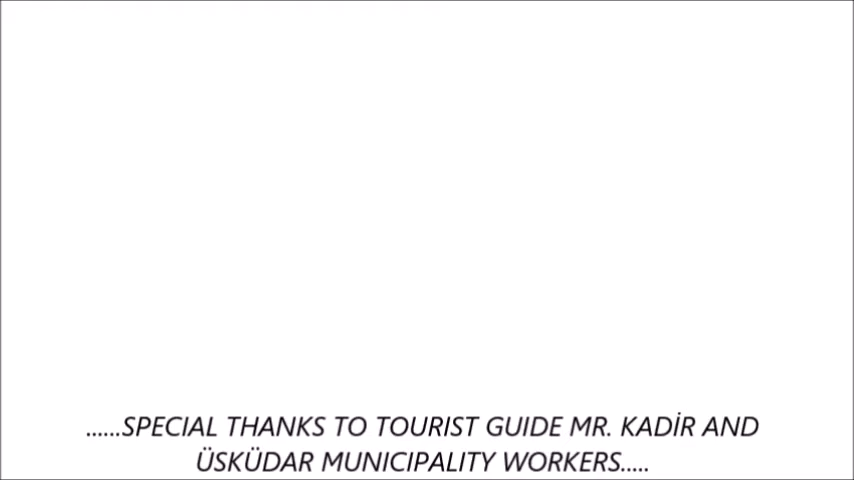 ......SPECIAL THANKS TO TOURIST GUIDE MR. KADİR AND
ÜSKÜDAR MUNICIPALITY WORKERS.....